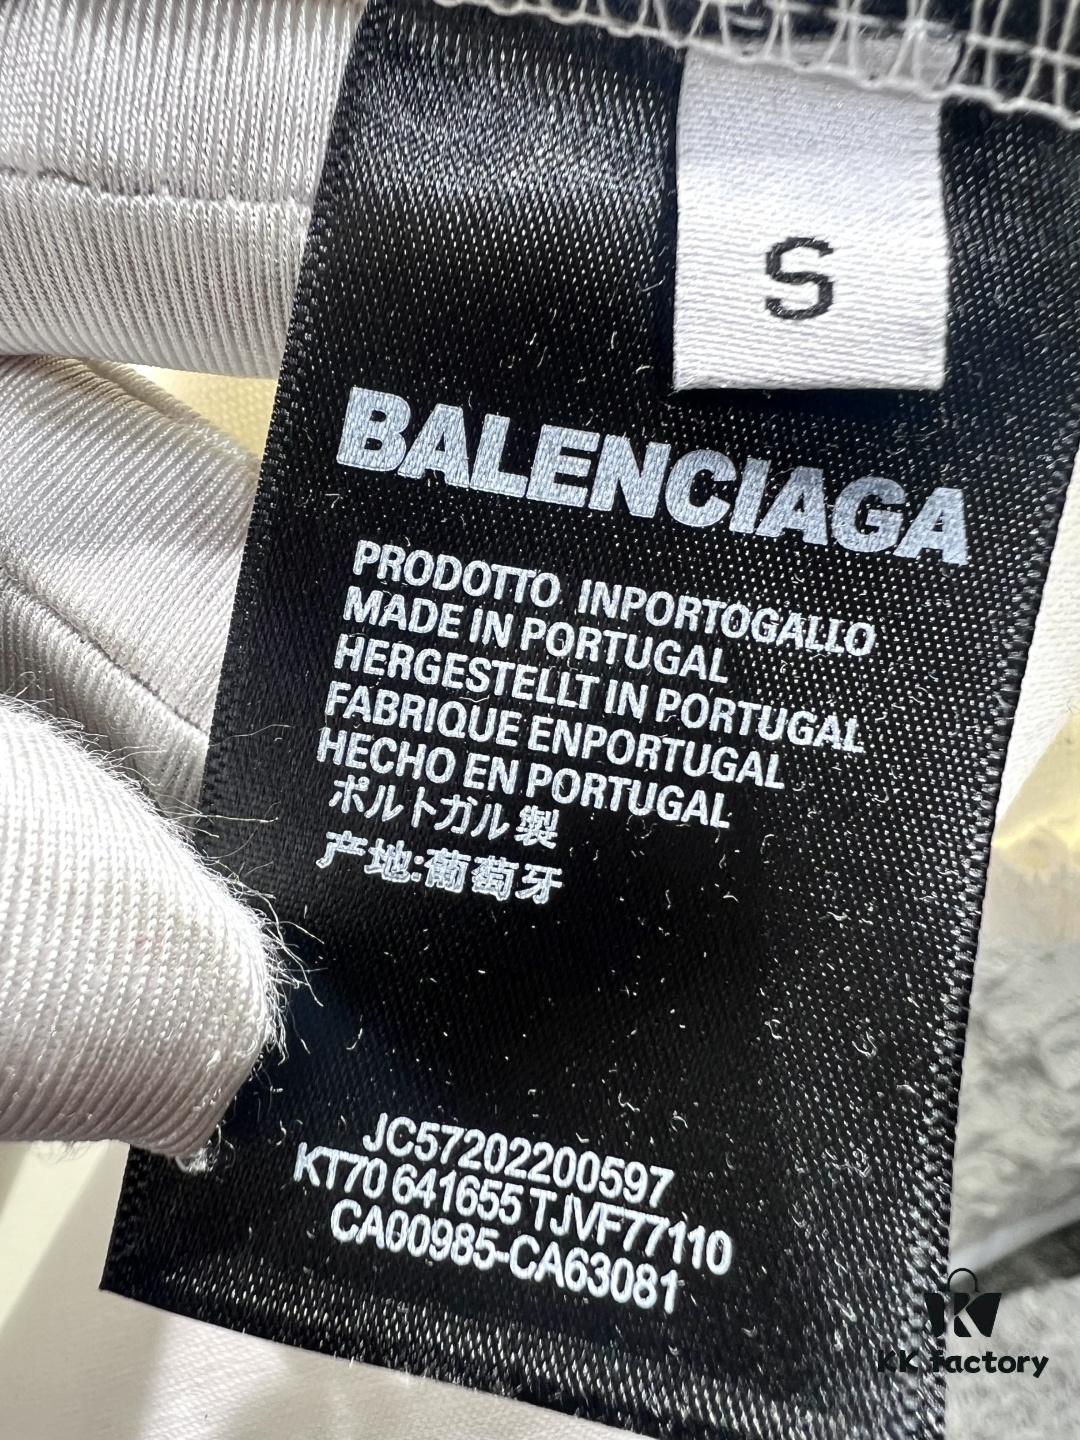 S
BALENCIAGA
PRODOTTO INPORTOGALLO
MADE IN PORTUGAL
HERGESTELLT IN PORTUGAL
FABRIQUE ENPORTUGAL
HECHO EN PORTUGAL
ポルトガル 製
产地:葡萄牙
JC57202200597
KT70 641655 TJVF77110
CA00985-CA63081
KK factory